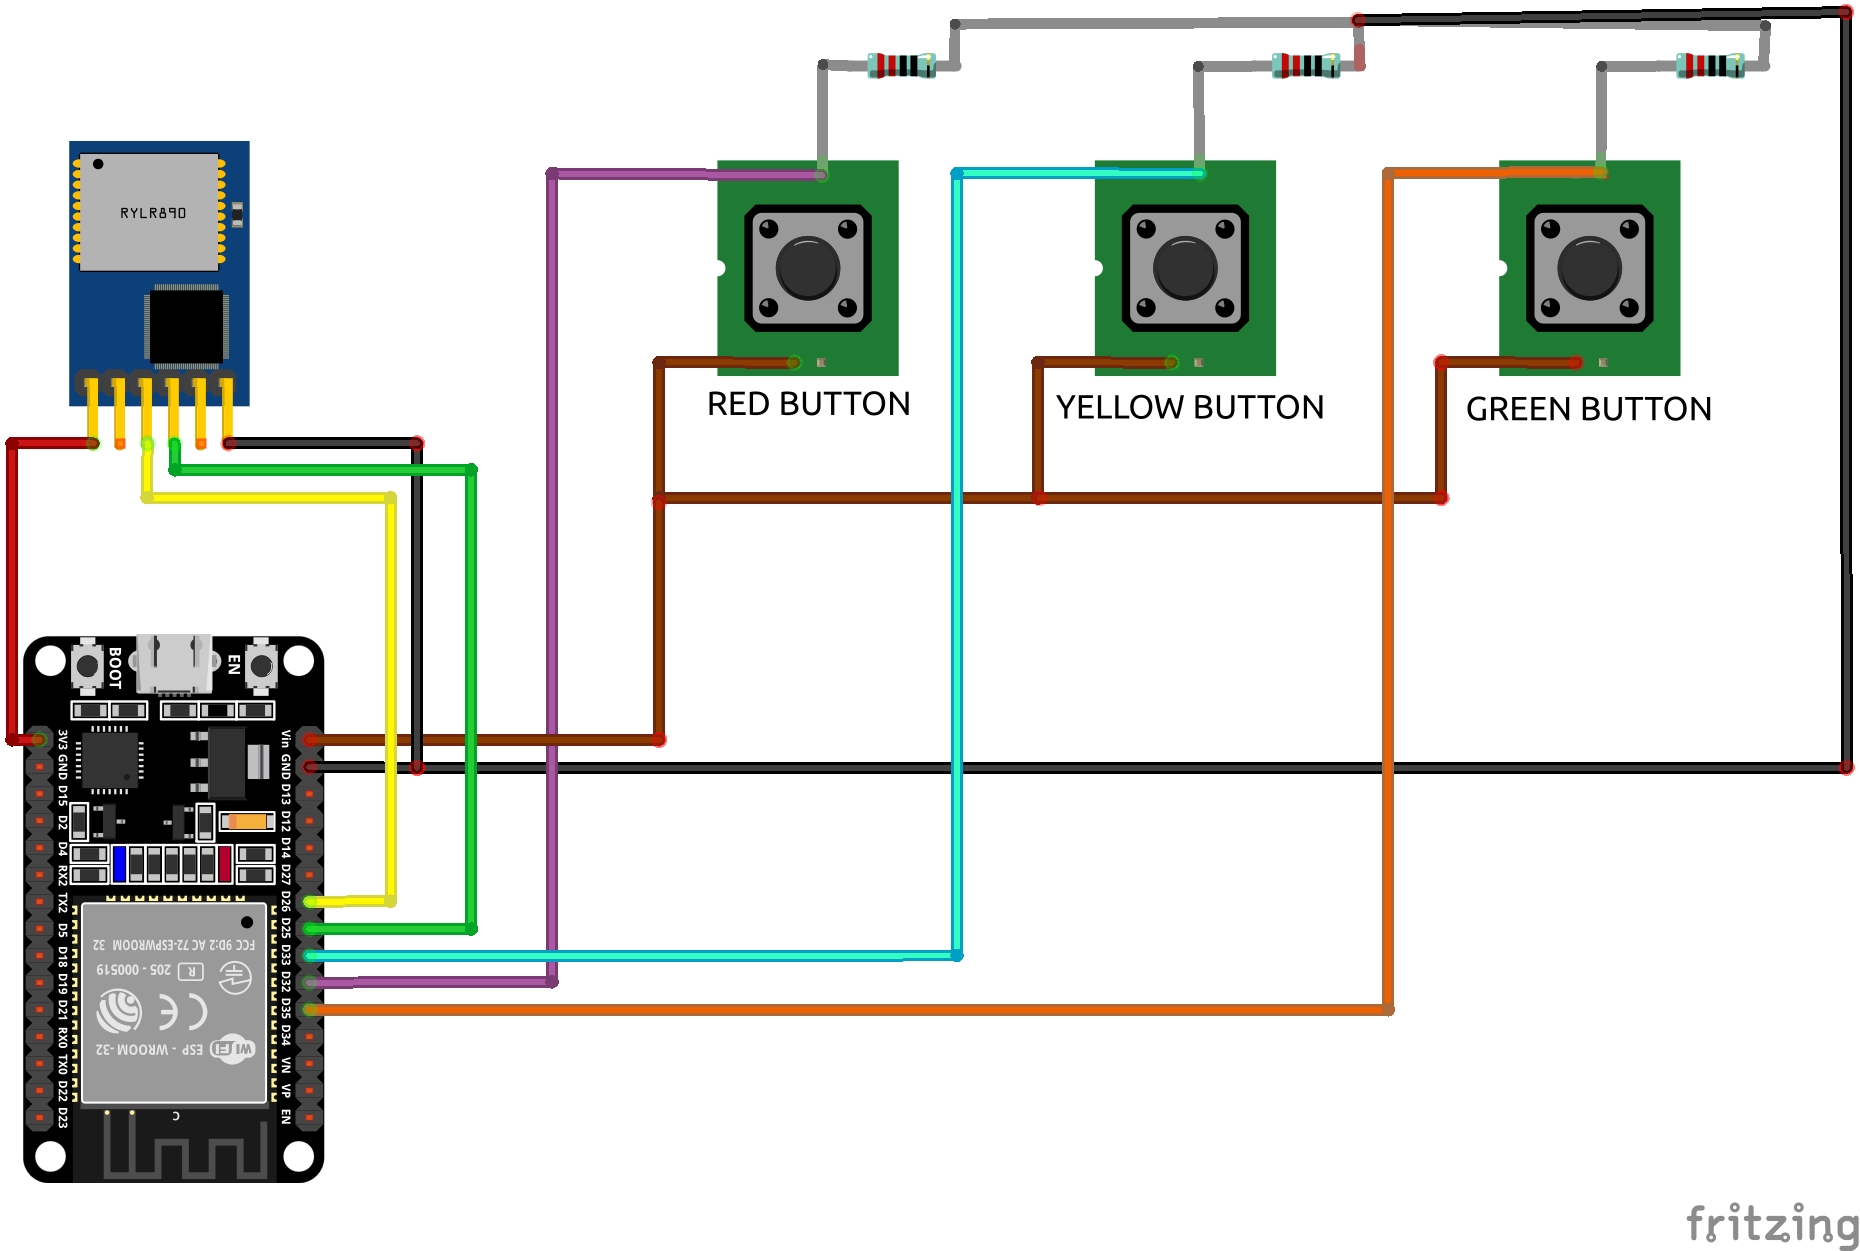 RYLR890
RED BUTTON
YELLOW BUTTON
GREEN BUTTON
BOOT
EN
3V3
GND
D15
D2
D4
RX2
TX2
D5
D18
D19
D21
RX0
TX0
D22
D23
Vin
GND
D13
D12
D14
D27
D26
D25
D33
D32
D35
D34
VN
VP
EN
ESP - WROOM-32
WiFi
CE
R 205 - 000519
FCC 9D:2 AC 72-ESPWROOM 32
C
fritzing